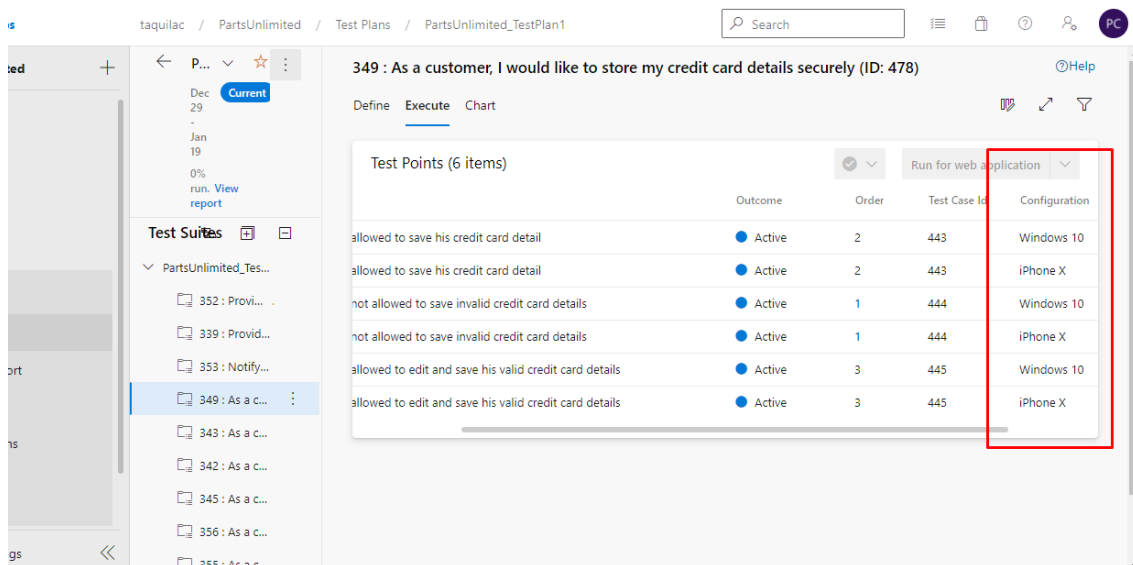 os taquilac / PartsUnlimited / Test Plans / PartsUnlimited_TestPlan1 Search PC
ted
P...
Dec 29 - Jan 19
Current
0% run. View report
Test Suites
PartsUnlimited_Tes...
352 : Provi...
339 : Provid...
353 : Notify...
349 : As a c...
343 : As a c...
342 : As a c...
345 : As a c...
356 : As a c...
355 : As a c
ort
ns
gs
349 : As a customer, I would like to store my credit card details securely (ID: 478)
Help
Define Execute Chart
Test Points (6 items)
Run for web application
Outcome Order Test Case Id Configuration
allowed to save his credit card detail Active 2 443 Windows 10
allowed to save his credit card detail Active 2 443 iPhone X
not allowed to save invalid credit card details Active 1 444 Windows 10
not allowed to save invalid credit card details Active 1 444 iPhone X
allowed to edit and save his valid credit card details Active 3 445 Windows 10
allowed to edit and save his valid credit card details Active 3 445 iPhone X